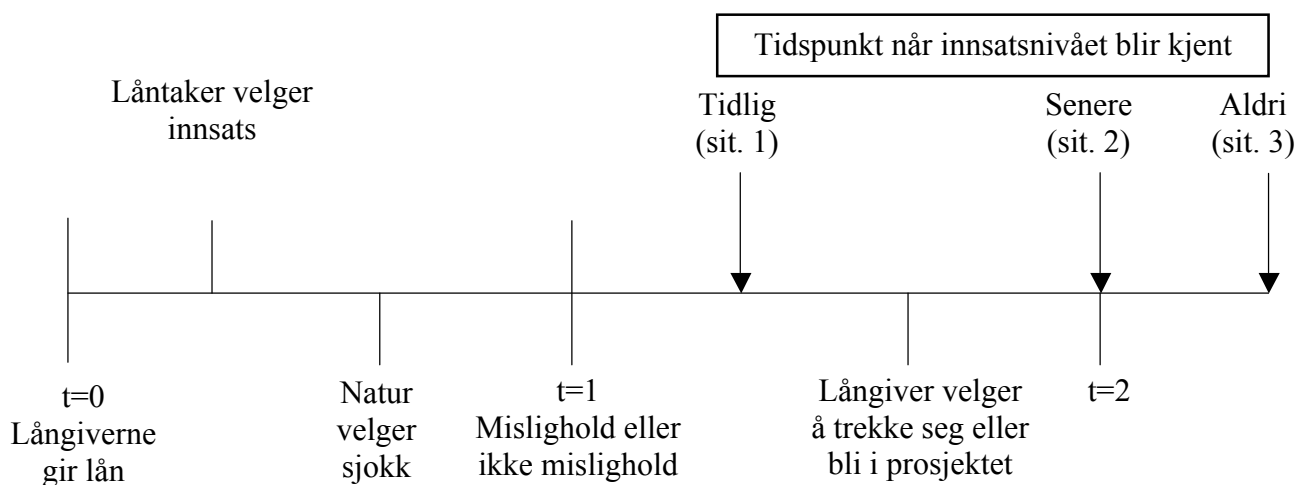 Tidspunkt når innsatsnivået blir kjent
Låntaker velger
innsats
Tidlig
(sit. 1)
Senere
(sit. 2)
Aldri
(sit. 3)
t=0
Långiverne
gir lån
Natur
velger
sjokk
t=1
Mislighold eller
ikke mislighold
Långiver velger
å trekke seg eller
bli i prosjektet
t=2